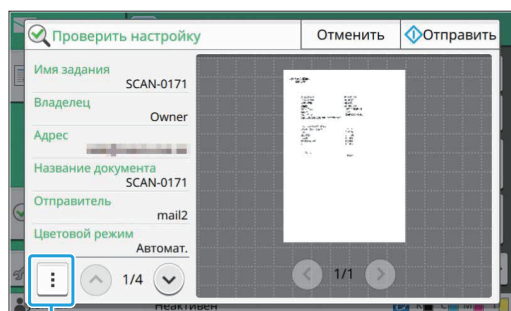 Проверить настройку
Отменить
Отправить
Имя задания
SCAN-0171
Владелец
Owner
Адрес
Название документа
SCAN-0171
Отправитель
mail2
Цветовой режим
Автомат.
1/4
1/1
Неактивен
K C M Y